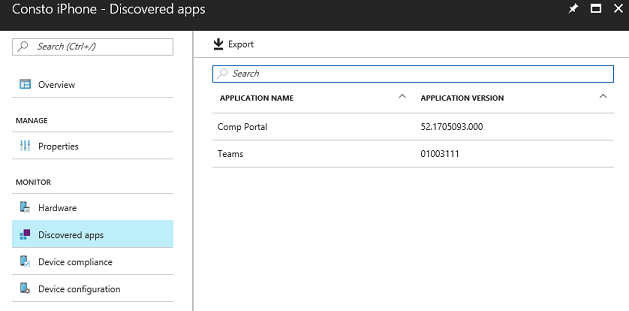 Consto iPhone - Discovered apps
Search (Ctrl+/)
Overview
MANAGE
Properties
MONITOR
Hardware
Discovered apps
Device compliance
Device configuration
Export
Search
APPLICATION NAME APPLICATION VERSION
Comp Portal 52.1705093.000
Teams 01003111